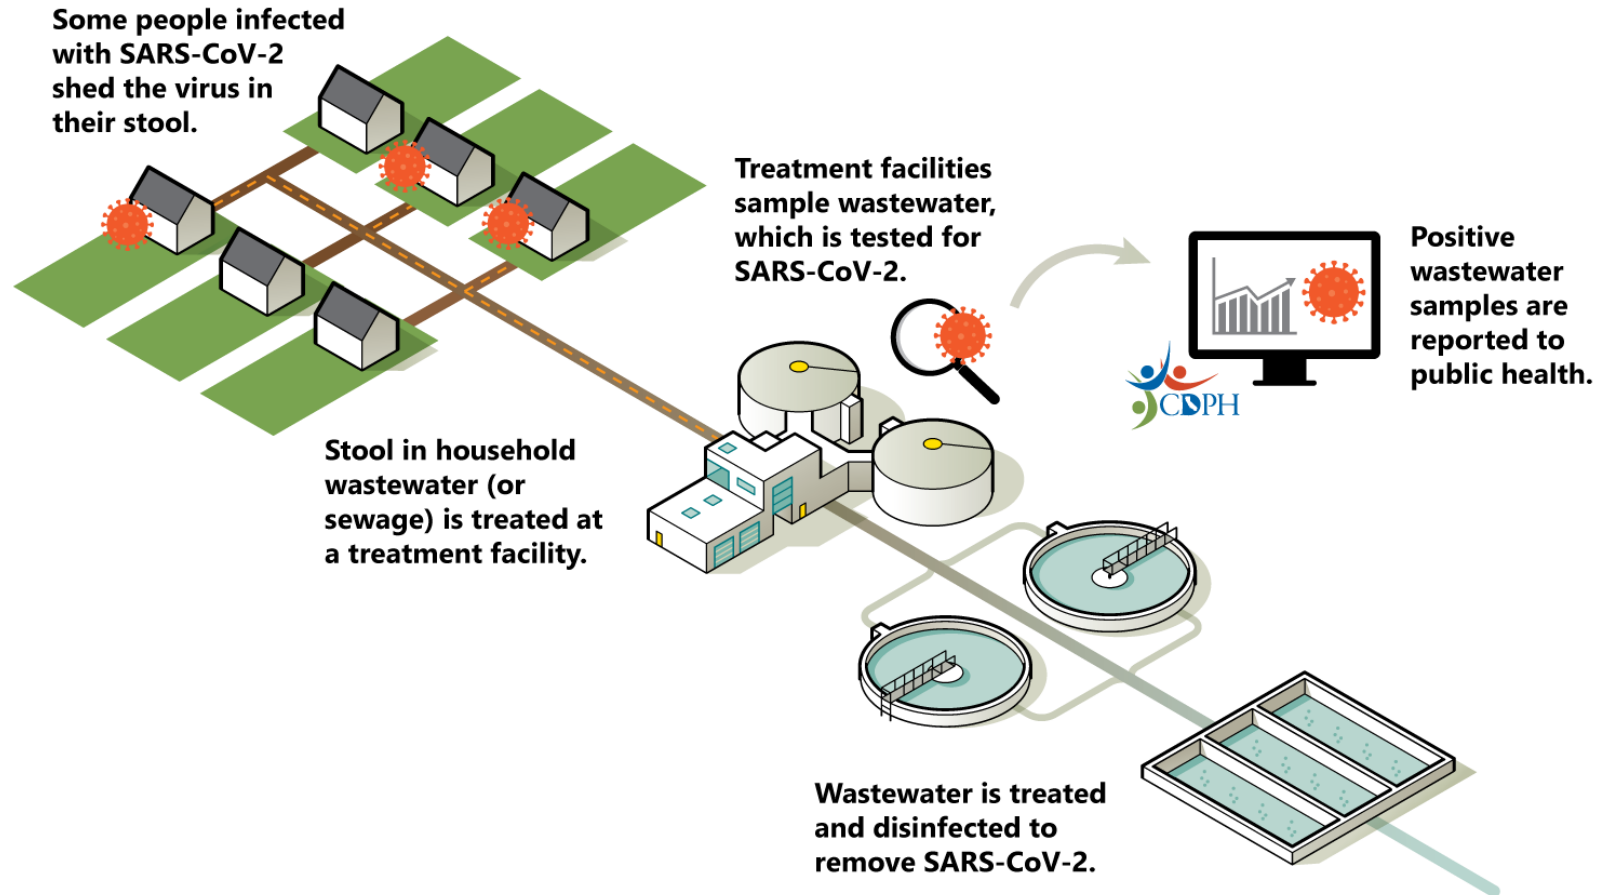 Some people infected
with SARS-CoV-2
shed the virus in
their stool.
Treatment facilities
sample wastewater,
which is tested for
SARS-CoV-2.
Positive
wastewater
samples are
reported to
public health.
CDPH
Stool in household
wastewater (or
sewage) is treated at
a treatment facility.
Wastewater is treated
and disinfected to
remove SARS-CoV-2.